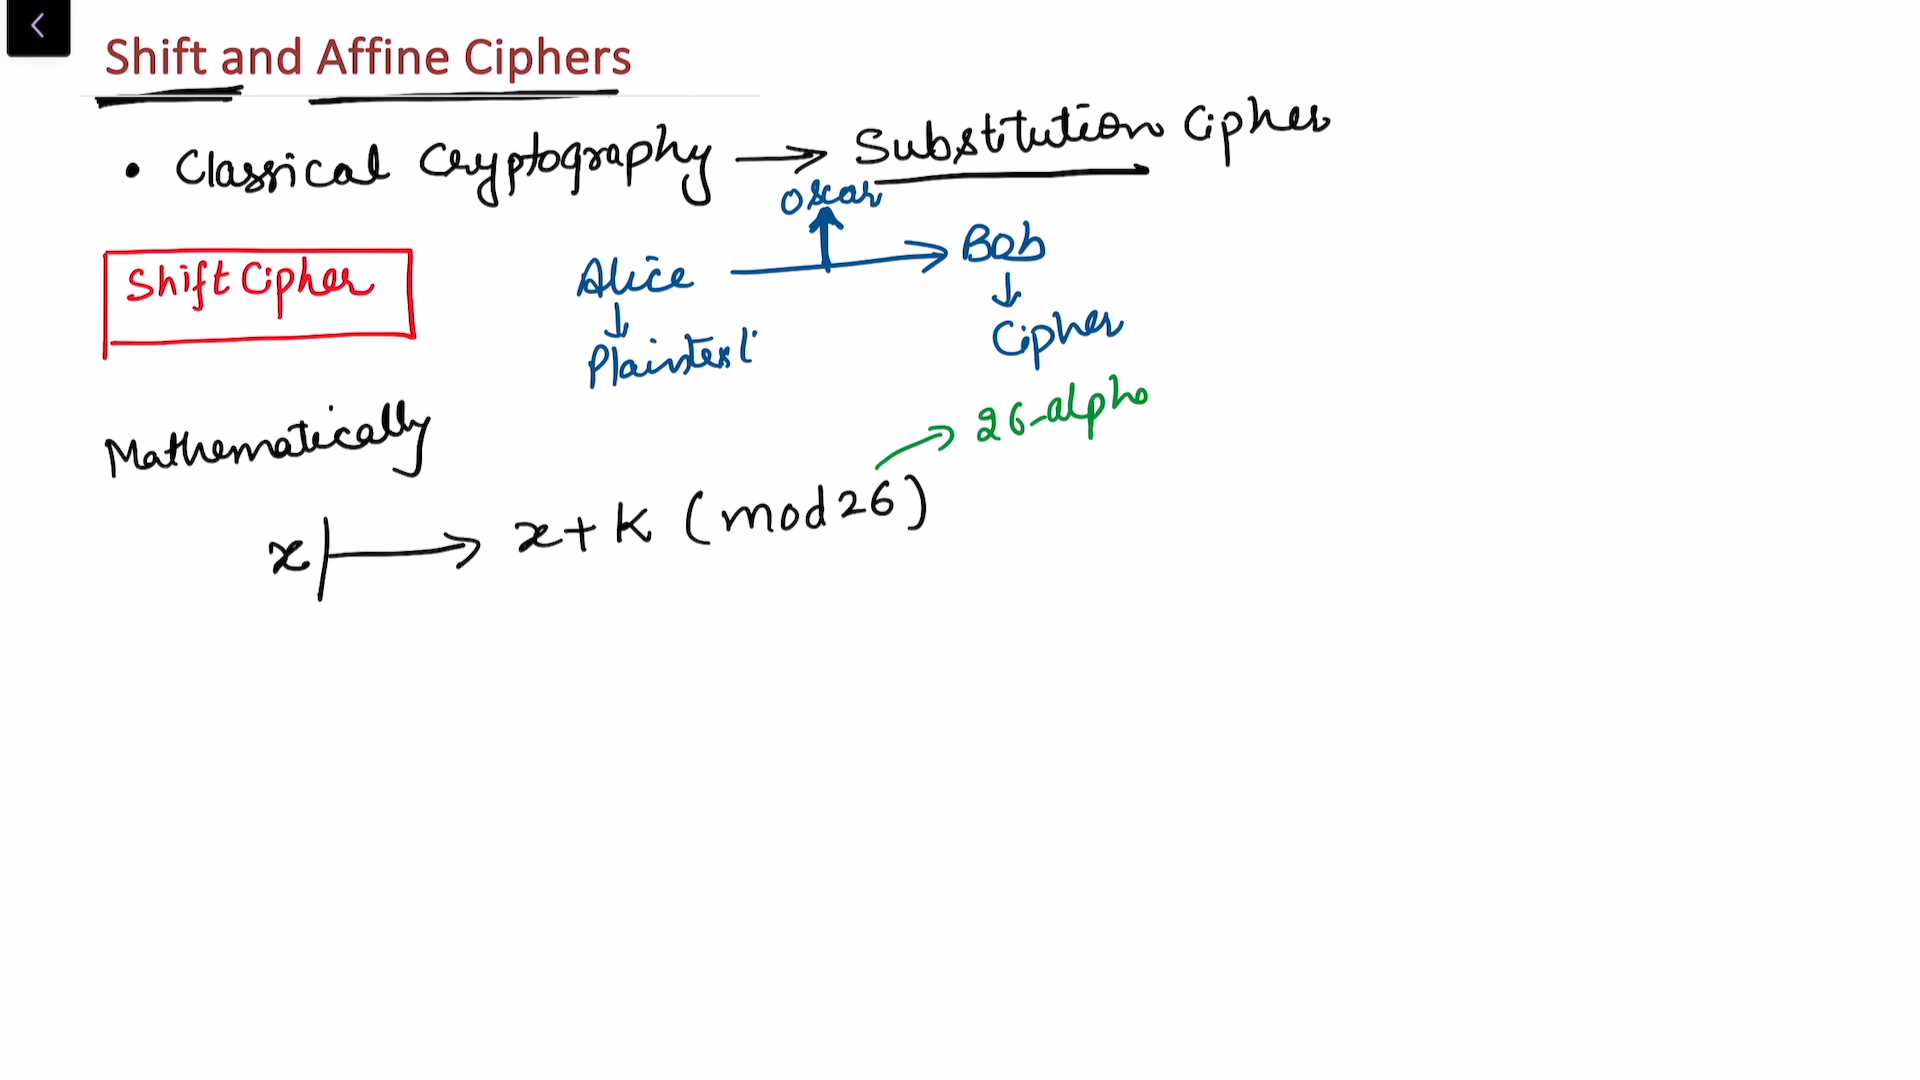 Shift and Affine Ciphers
• Classical Cryptography → Substitution Cipher
Oscar
Alice → Bob
Shift Cipher
↓ ↓
Plaintext Cipher
Mathematically
→ 26-alpha
x ↦ x + K (mod 26)